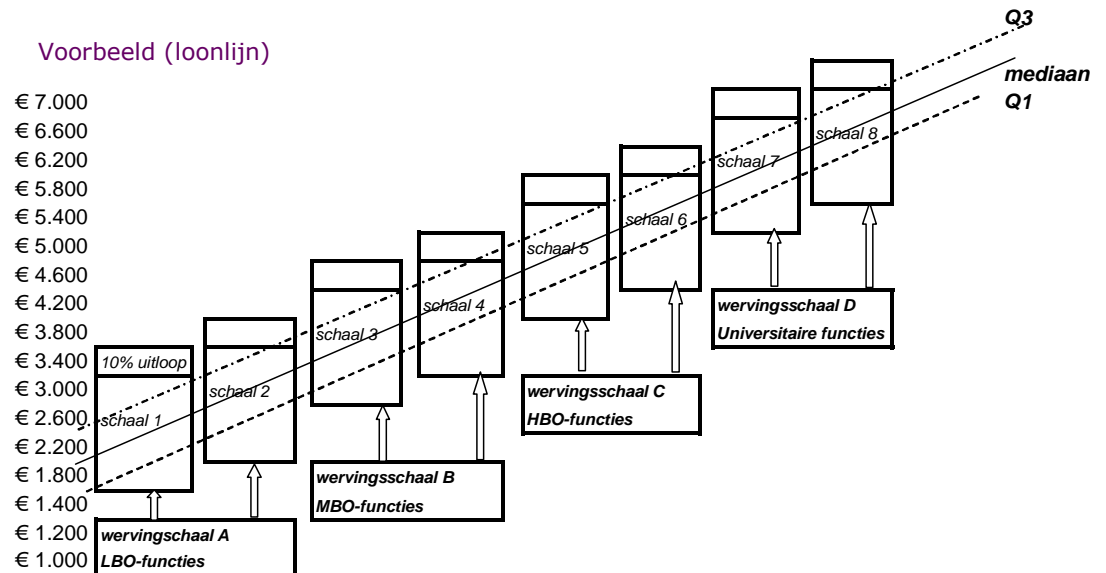 Voorbeeld (loonlijn)
Q3
mediaan
Q1
€ 7.000
€ 6.600
€ 6.200
€ 5.800
€ 5.400
€ 5.000
€ 4.600
€ 4.200
€ 3.800
€ 3.400
€ 3.000
€ 2.600
€ 2.200
€ 1.800
€ 1.400
€ 1.200
€ 1.000
10% uitloop
schaal 1
schaal 2
schaal 3
schaal 4
schaal 5
schaal 6
schaal 7
schaal 8
wervingschaal A
LBO-functies
wervingsschaal B
MBO-functies
wervingsschaal C
HBO-functies
wervingsschaal D
Universitaire functies